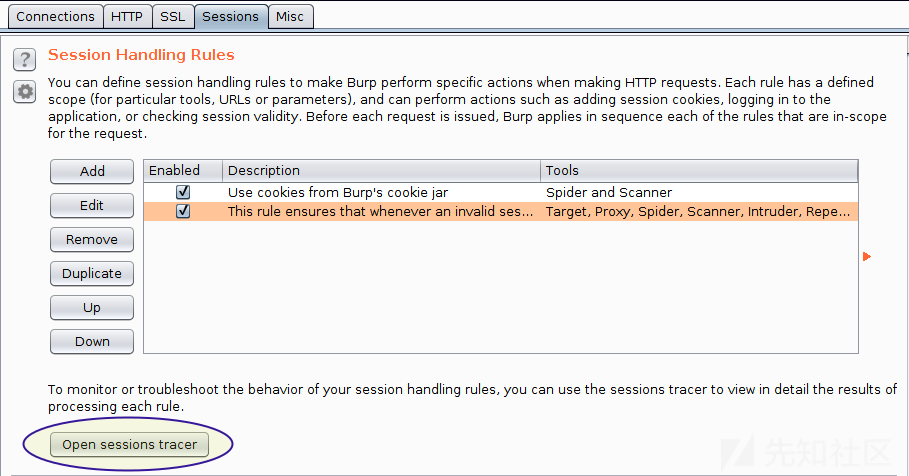 Connections HTTP SSL Sessions Misc
?
Session Handling Rules
You can define session handling rules to make Burp perform specific actions when making HTTP requests. Each rule has a defined
scope (for particular tools, URLs or parameters), and can perform actions such as adding session cookies, logging in to the
application, or checking session validity. Before each request is issued, Burp applies in sequence each of the rules that are in-scope
for the request.
Add
Edit
Remove
Duplicate
Up
Down
Enabled Description Tools
Use cookies from Burp's cookie jar Spider and Scanner
This rule ensures that whenever an invalid ses... Target, Proxy, Spider, Scanner, Intruder, Repe...
To monitor or troubleshoot the behavior of your session handling rules, you can use the sessions tracer to view in detail the results of
processing each rule.
Open sessions tracer
先知社区